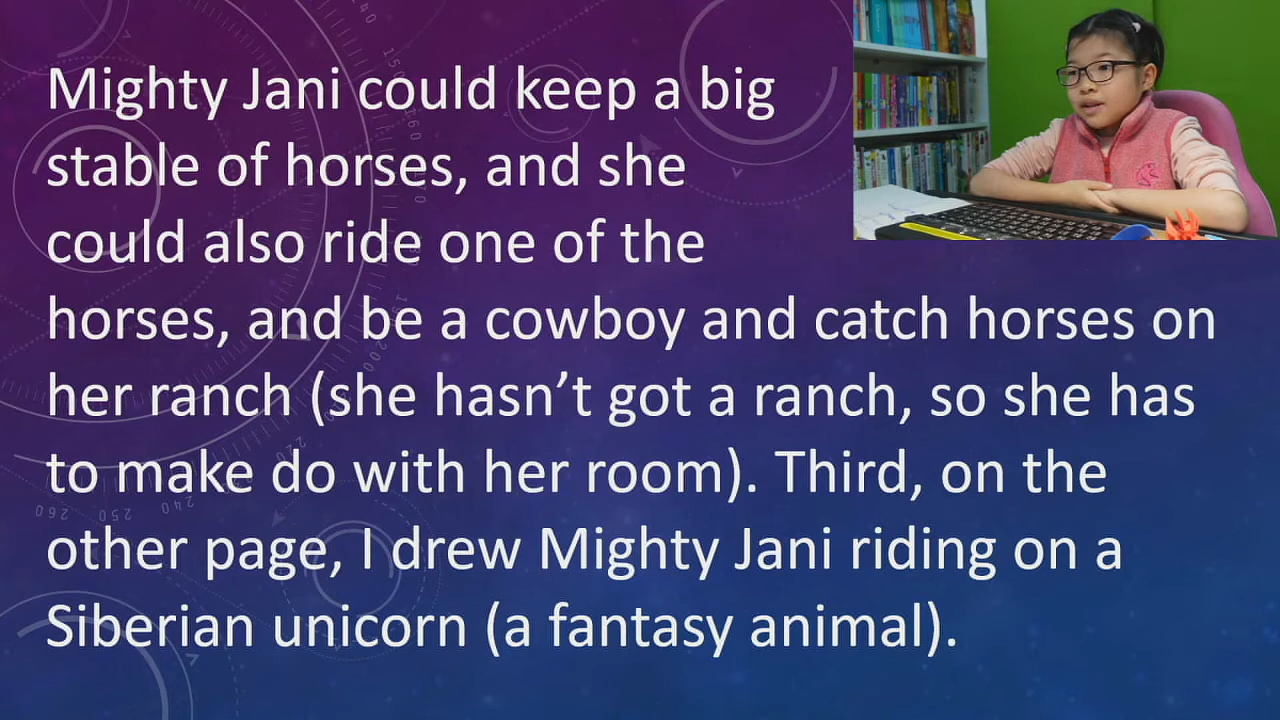 Mighty Jani could keep a big
stable of horses, and she
could also ride one of the
horses, and be a cowboy and catch horses on
her ranch (she hasn’t got a ranch, so she has
to make do with her room). Third, on the
other page, I drew Mighty Jani riding on a
Siberian unicorn (a fantasy animal).